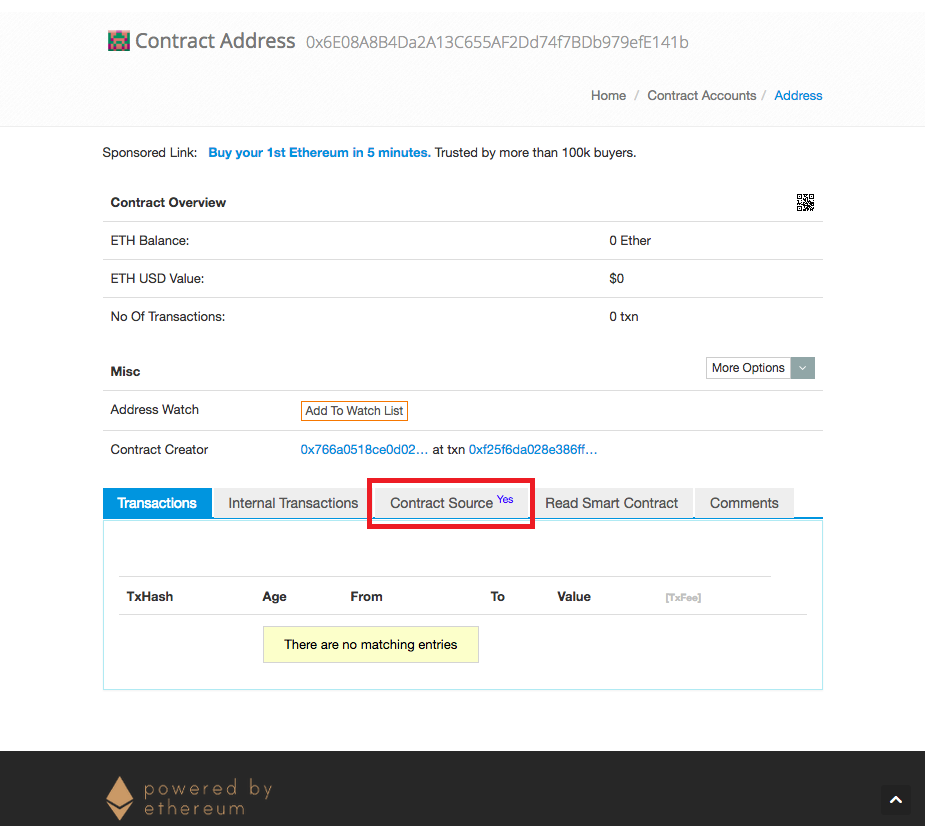 Contract Address 0x6E08A8B4Da2A13C655AF2Dd74f7BDb979efE141b
Home / Contract Accounts / Address
Sponsored Link: Buy your 1st Ethereum in 5 minutes. Trusted by more than 100k buyers.
Contract Overview
ETH Balance: 0 Ether
ETH USD Value: $0
No Of Transactions: 0 txn
Misc More Options
Address Watch Add To Watch List
Contract Creator 0x766a0518ce0d02... at txn 0xf25f6da028e386ff...
Transactions Internal Transactions Contract Source Yes Read Smart Contract Comments
TxHash Age From To Value [TxFee]
There are no matching entries
powered by
ethereum